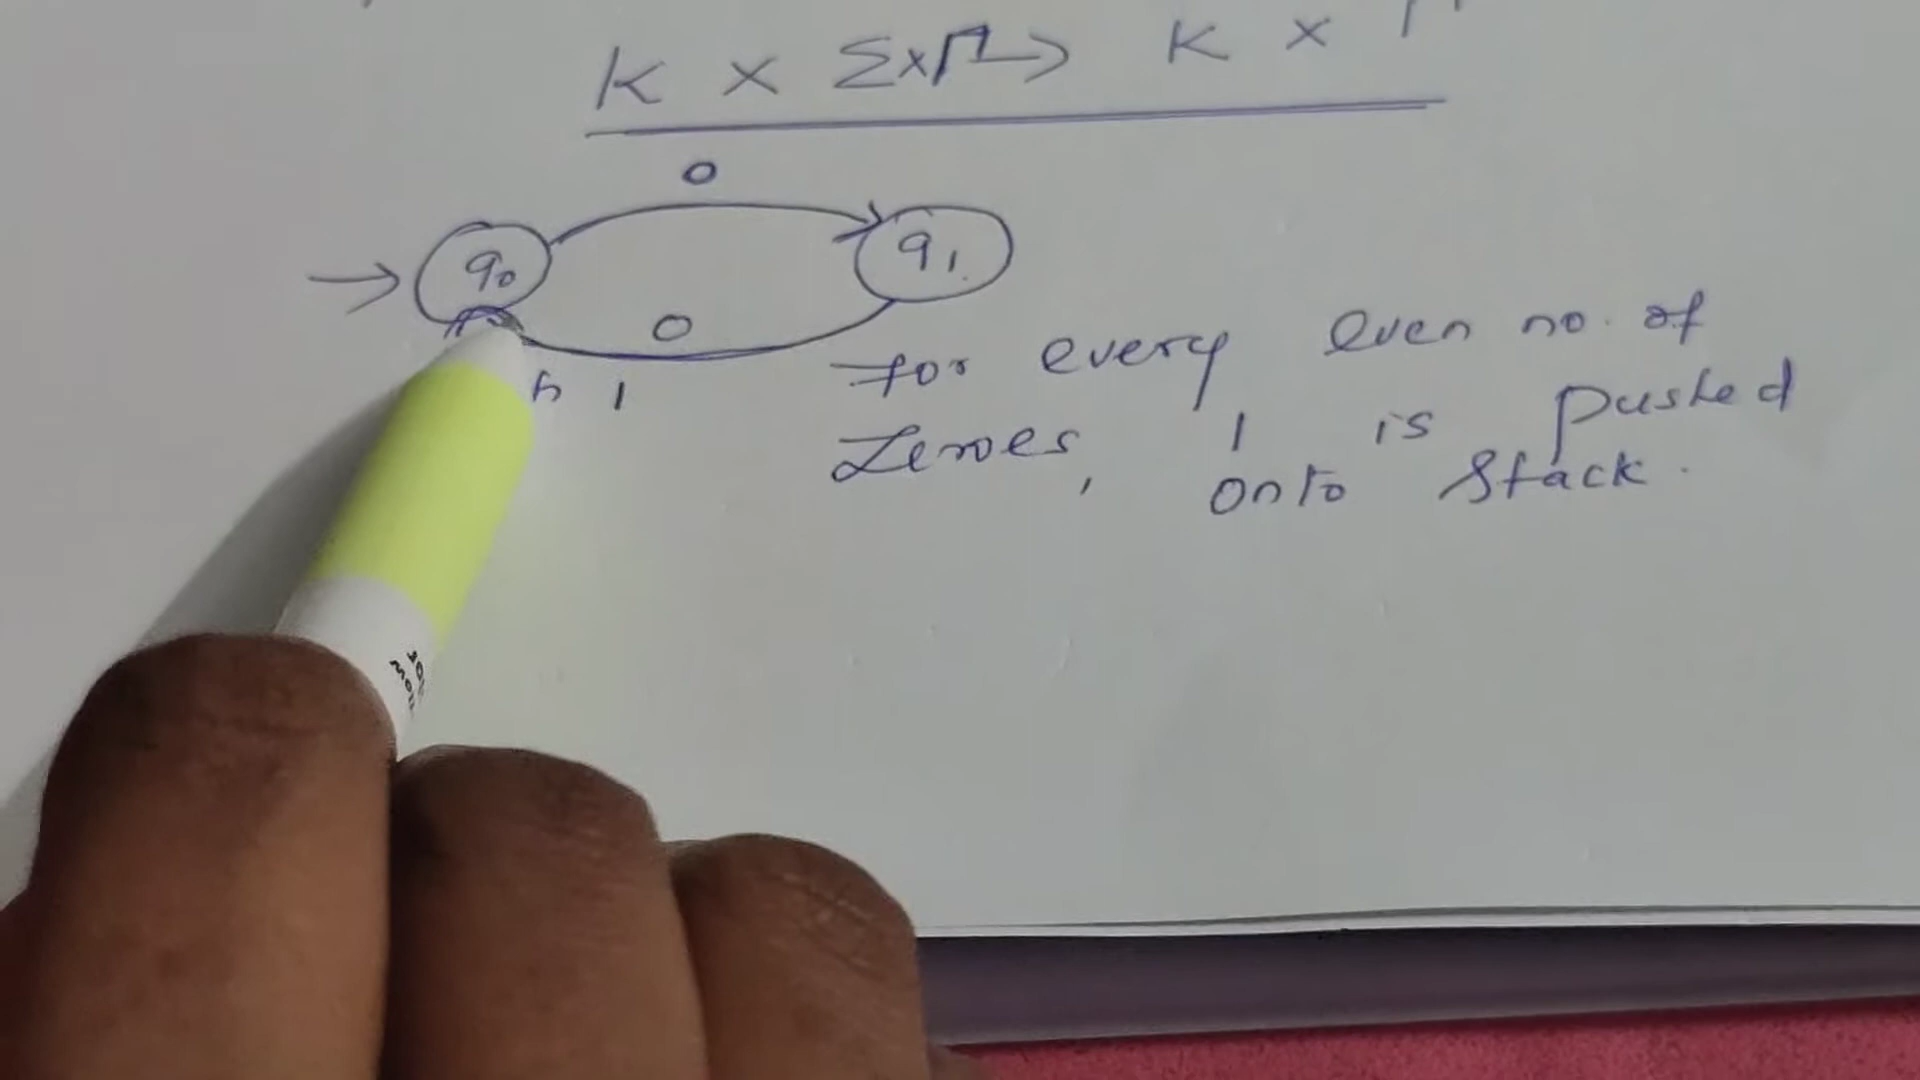 K x Σ x Γ → K x Γ
0
→ q0 q1
0
h 1
for every even no. of
Zeroes, 1 is pushed
onto stack.